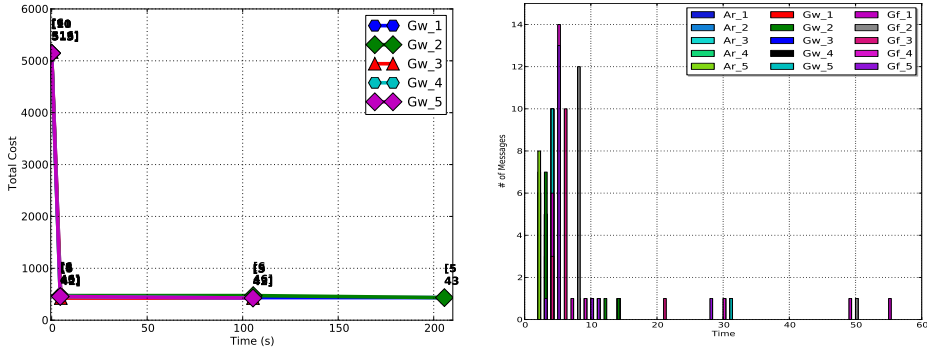 7000
6000
5000
4000
3000
2000
1000
0
Total Cost
0
50
100
150
200
Time (s)
Gw_1
Gw_2
Gw_3
Gw_4
Gw_5
[5
43
14
12
10
8
6
4
2
0
# of Messages
0
10
20
30
40
50
60
Time
Ar_1
Ar_2
Ar_3
Ar_4
Ar_5
Gw_1
Gw_2
Gw_3
Gw_4
Gw_5
Gf_1
Gf_2
Gf_3
Gf_4
Gf_5